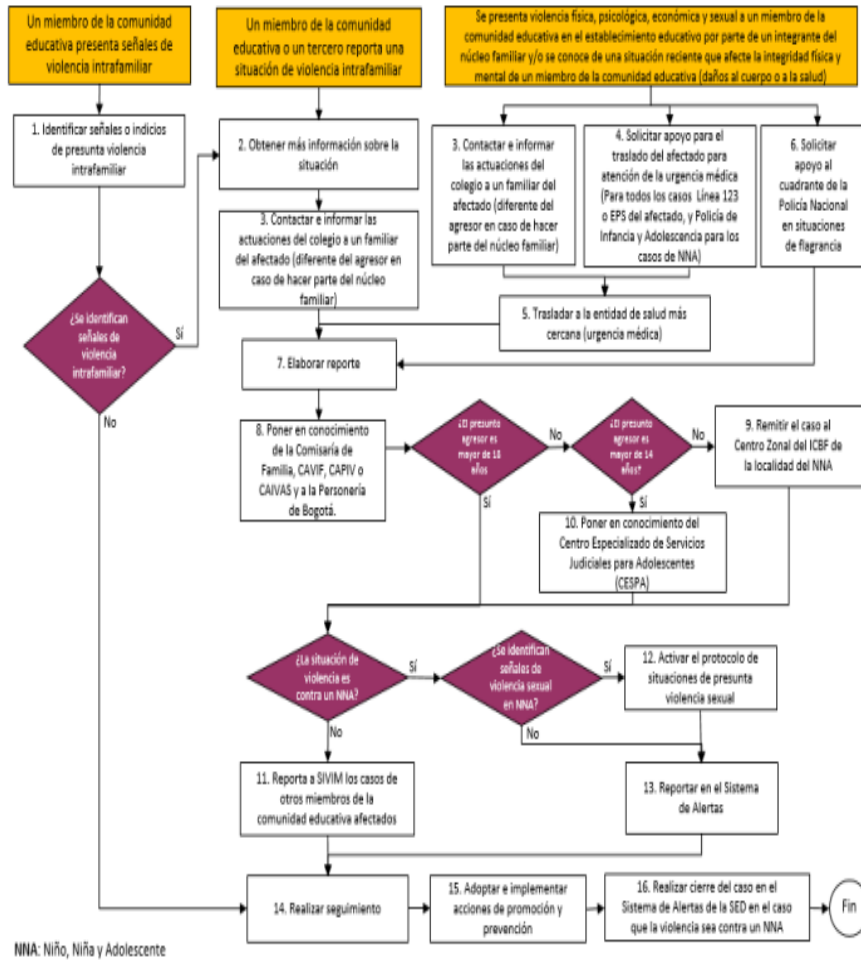 Un miembro de la comunidad
educativa presenta señales de
violencia intrafamiliar
Un miembro de la comunidad
educativa o un tercero reporta una
situación de violencia intrafamiliar
Se presenta violencia física, psicológica, económica y sexual a un miembro de la
comunidad educativa en el establecimiento educativo por parte de un integrante del
núcleo familiar y/o se conoce de una situación reciente que afecte la integridad física y
mental de un miembro de la comunidad educativa (daños al cuerpo o a la salud)
1. Identificar señales o indicios
de presunta violencia
intrafamiliar
2. Obtener más información sobre la
situación
3. Contactar e informar
las actuaciones del
colegio a un familiar del
afectado (diferente del
agresor en caso de hacer
parte del núcleo familiar)
4. Solicitar apoyo para el
traslado del afectado para
atención de la urgencia médica
(Para todos los casos Línea 123
o EPS del afectado, y Policía de
Infancia y Adolescencia para los
casos de NNA)
6. Solicitar
apoyo al
cuadrante de la
Policía Nacional
en situaciones
de flagrancia
3. Contactar e informar las
actuaciones del colegio a un familiar
del afectado (diferente del agresor en
caso de hacer parte del núcleo
familiar)
5. Trasladar a la entidad de salud más
cercana (urgencia médica)
¿Se identifican
señales de
violencia
intrafamiliar?
Sí
No
7. Elaborar reporte
8. Poner en conocimiento
de la Comisaría de
Familia, CAVIF, CAPIV o
CAIVAS y a la Personería
de Bogotá.
¿El presunto
agresor es
mayor de 18
años
No
Sí
¿El presunto
agresor es
mayor de 14
años?
No
Sí
9. Remitir el caso al
Centro Zonal del ICBF de
la localidad del NNA
10. Poner en conocimiento del
Centro Especializado de Servicios
Judiciales para Adolescentes
(CESPA)
¿La situación de
violencia es
contra un NNA?
Sí
No
¿Se identifican
señales de
violencia sexual
en NNA?
Sí
No
12. Activar el protocolo de
situaciones de presunta
violencia sexual
11. Reporta a SIVIM los casos de
otros miembros de la
comunidad educativa afectados
13. Reportar en el Sistema
de Alertas
14. Realizar seguimiento
15. Adoptar e implementar
acciones de promoción y
prevención
16. Realizar cierre del caso en el
Sistema de Alertas de la SED en el caso
que la violencia sea contra un NNA
Fin
NNA: Niño, Niña y Adolescente